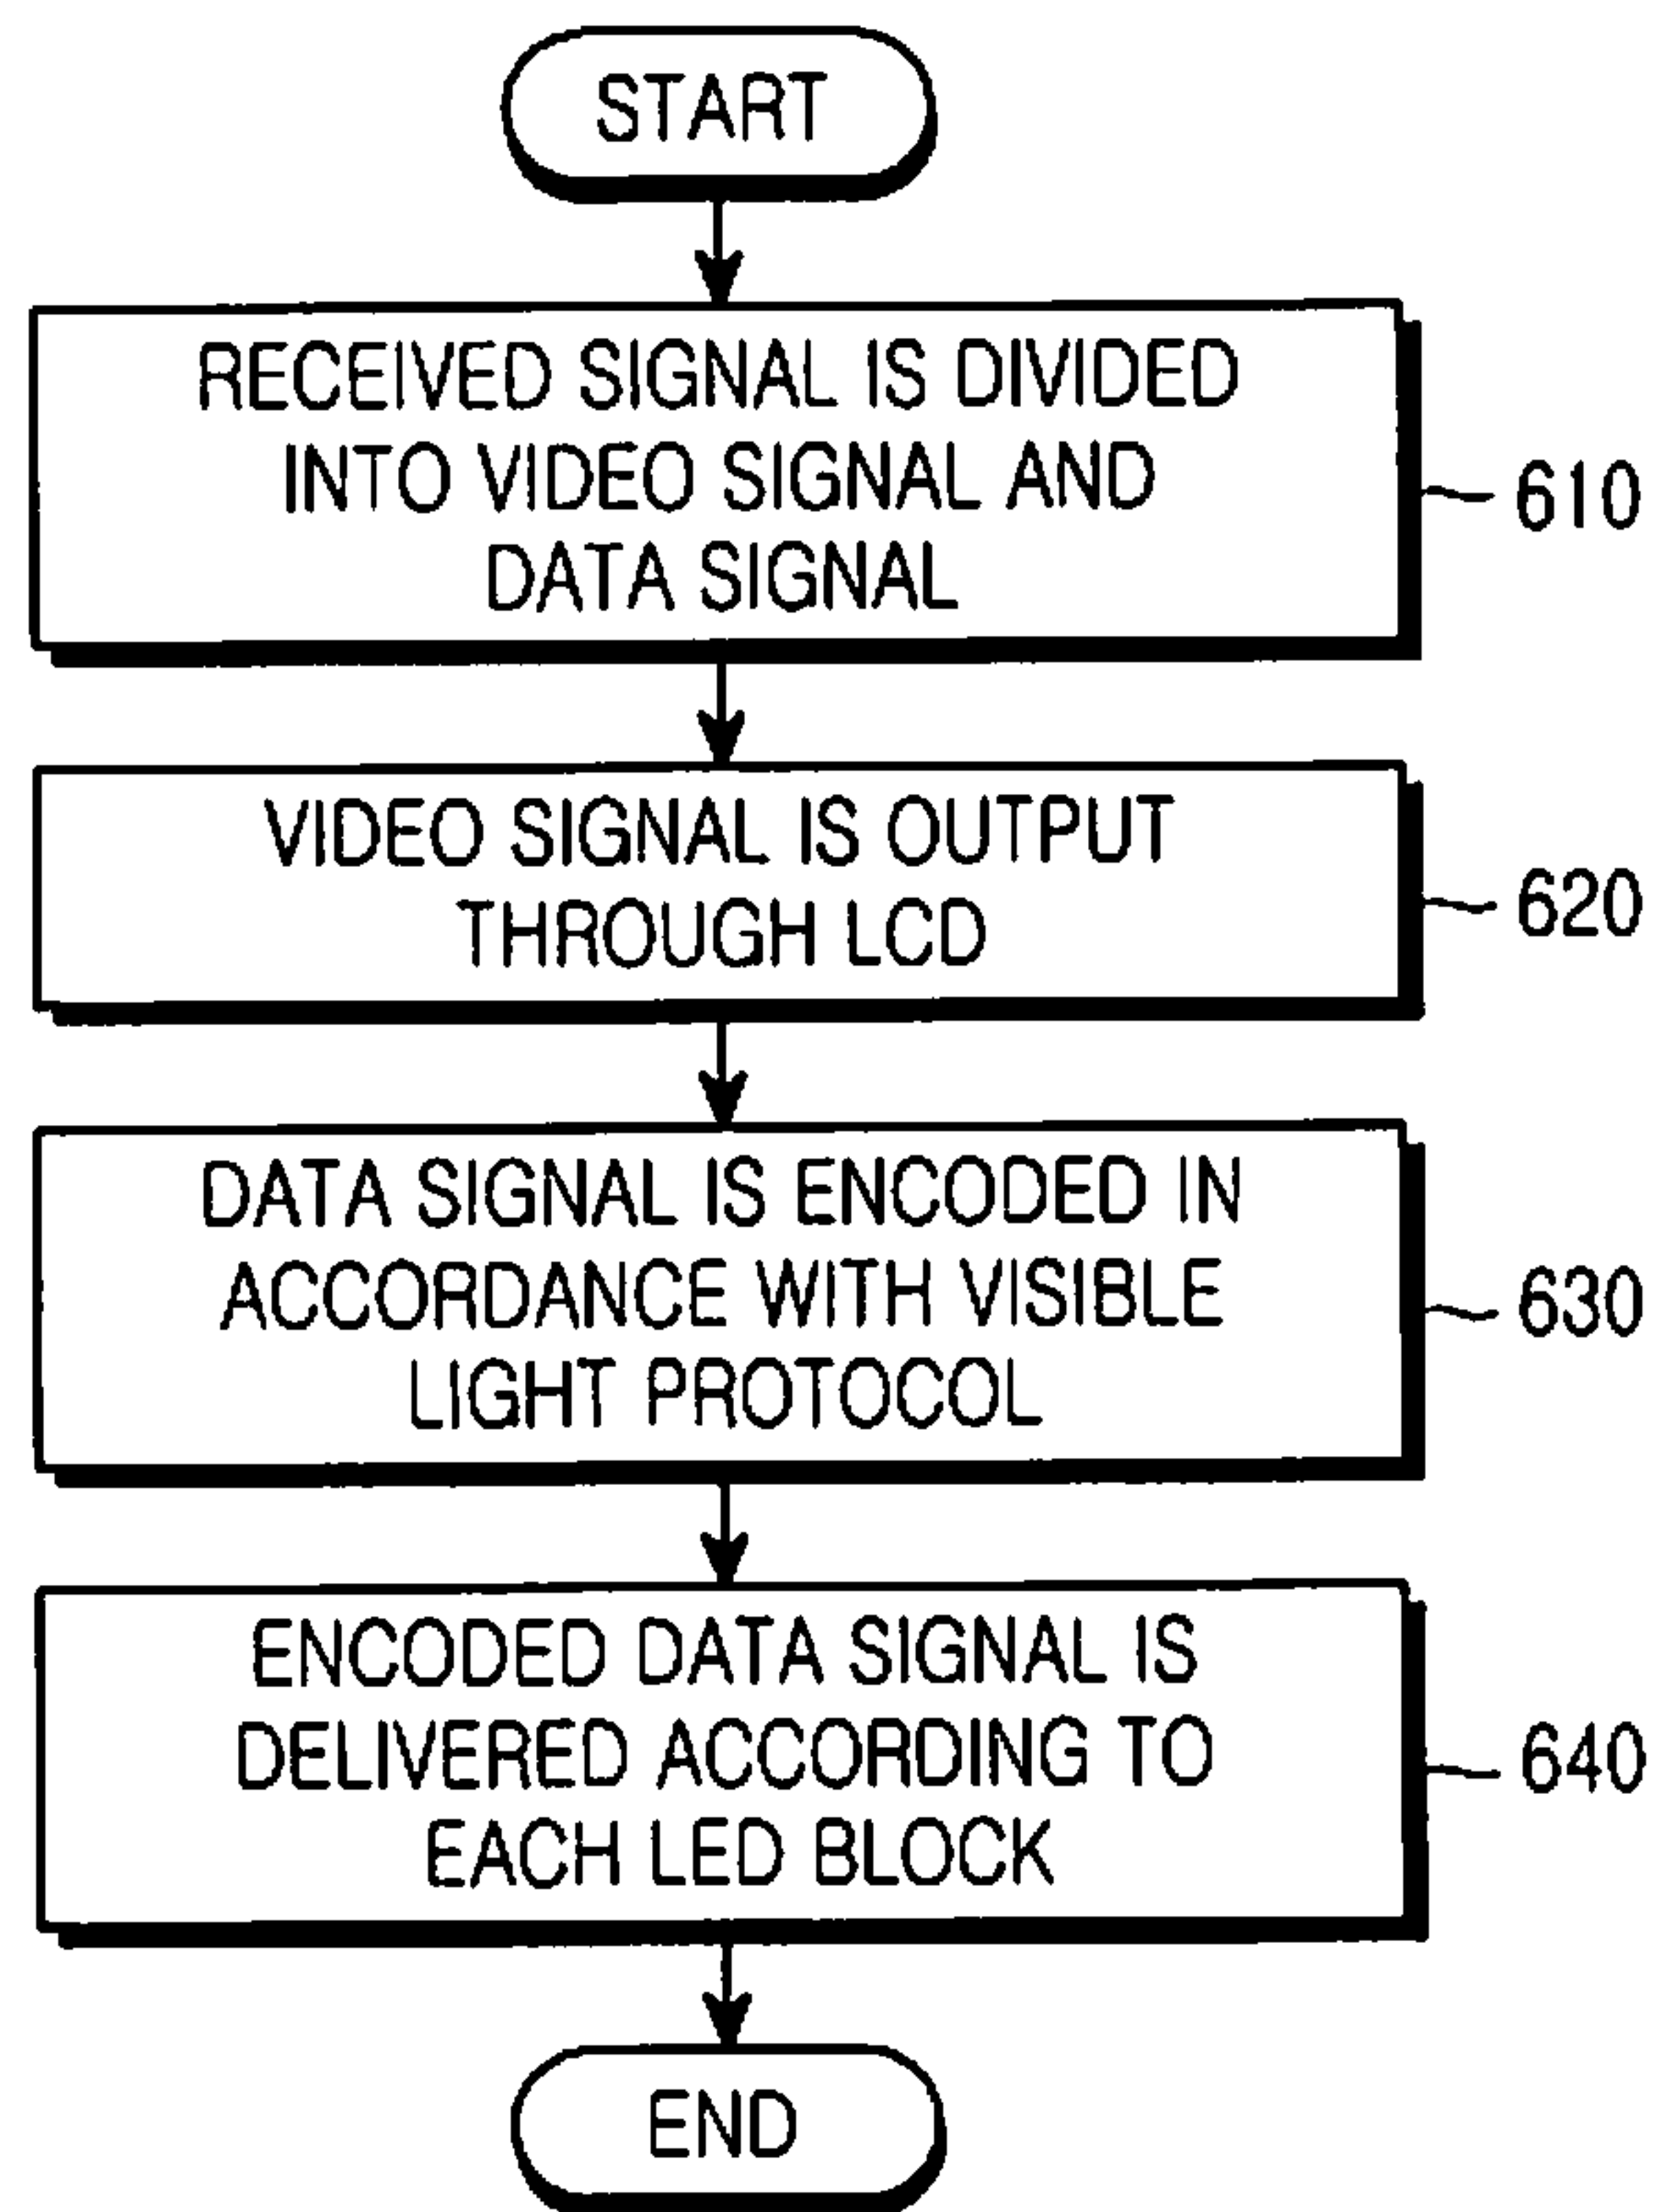 START
RECEIVED SIGNAL IS DIVIDED
INTO VIDEO SIGNAL AND
DATA SIGNAL
610
VIDEO SIGNAL IS OUTPUT
THROUGH LCD
620
DATA SIGNAL IS ENCODED IN
ACCORDANCE WITH VISIBLE
LIGHT PROTOCOL
630
ENCODED DATA SIGNAL IS
DELIVERED ACCORDING TO
EACH LED BLOCK
640
END